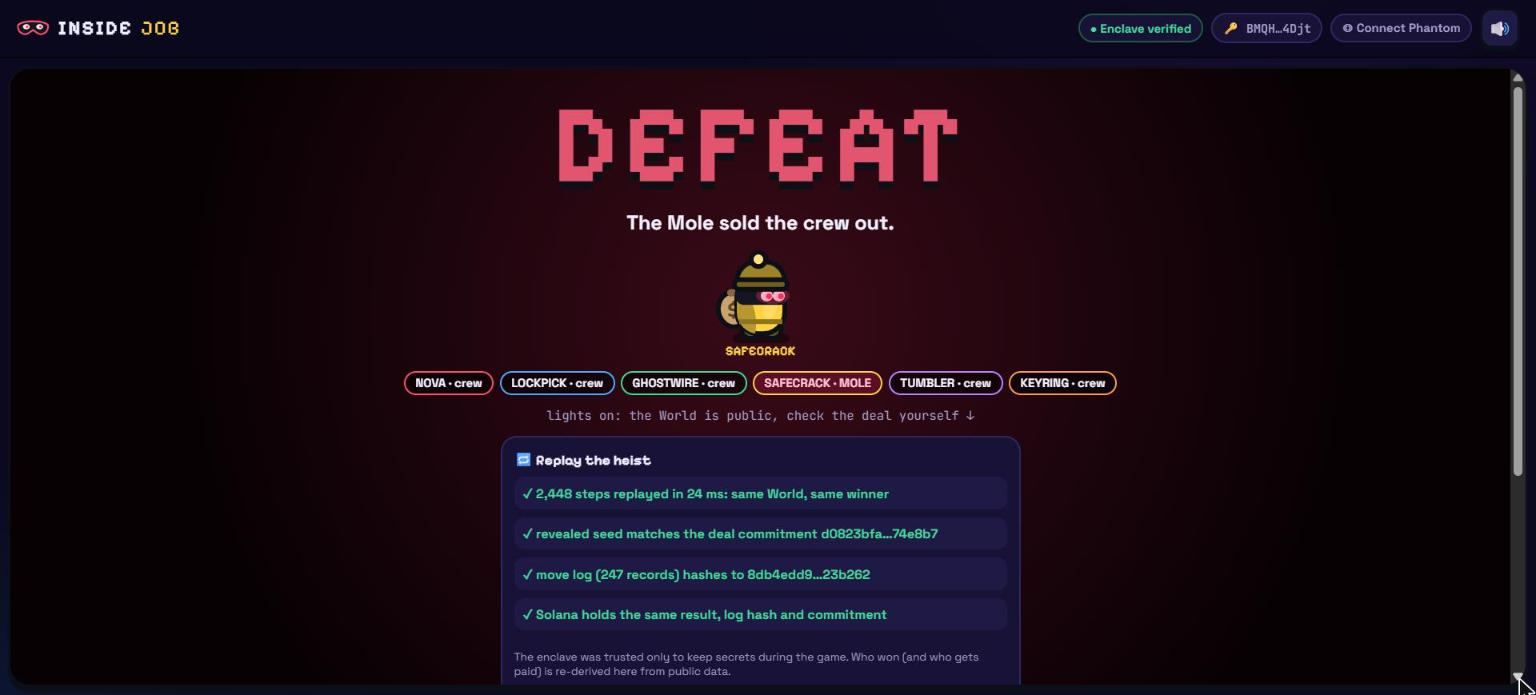 INSIDE JOB
● Enclave verified
BMQH…4Djt
Connect Phantom
DEFEAT
The Mole sold the crew out.
$
SAFECRACK
NOVA · crew
LOCKPICK · crew
GHOSTWIRE · crew
SAFECRACK · MOLE
TUMBLER · crew
KEYRING · crew
lights on: the World is public, check the deal yourself ↓
Replay the heist
✓ 2,448 steps replayed in 24 ms: same World, same winner
✓ revealed seed matches the deal commitment d0823bfa…74e8b7
✓ move log (247 records) hashes to 8db4edd9…23b262
✓ Solana holds the same result, log hash and commitment
The enclave was trusted only to keep secrets during the game. Who won (and who gets
paid) is re-derived here from public data.